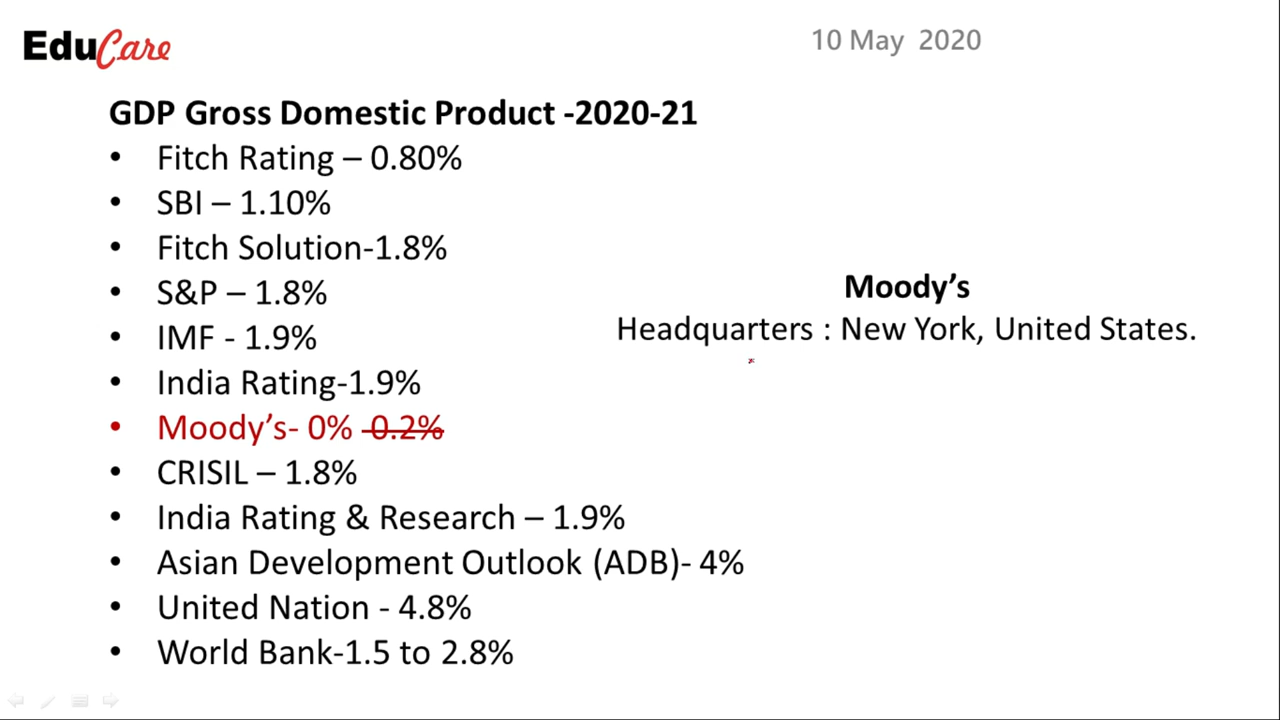 EduCare
10 May 2020
GDP Gross Domestic Product -2020-21
• Fitch Rating – 0.80%
• SBI – 1.10%
• Fitch Solution-1.8%
• S&P – 1.8%
• IMF - 1.9%
• India Rating-1.9%
• Moody’s- 0% -0.2%
• CRISIL – 1.8%
• India Rating & Research – 1.9%
• Asian Development Outlook (ADB)- 4%
• United Nation - 4.8%
• World Bank-1.5 to 2.8%
Moody’s
Headquarters : New York, United States.